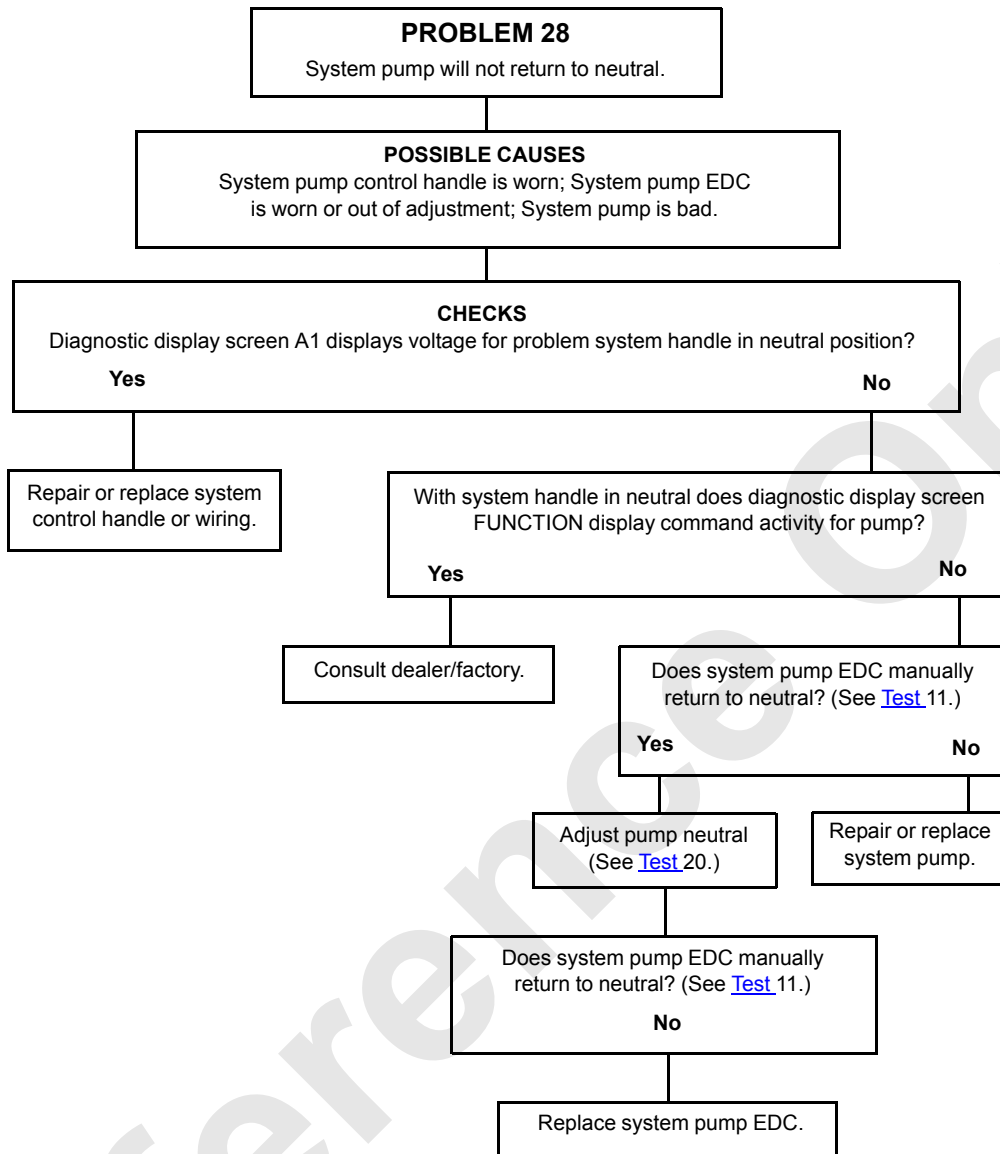 PROBLEM 28
System pump will not return to neutral.
POSSIBLE CAUSES
System pump control handle is worn; System pump EDC
is worn or out of adjustment; System pump is bad.
CHECKS
Diagnostic display screen A1 displays voltage for problem system handle in neutral position?
Yes
No
Repair or replace system
control handle or wiring.
With system handle in neutral does diagnostic display screen
FUNCTION display command activity for pump?
Yes
No
Consult dealer/factory.
Does system pump EDC manually
return to neutral? (See Test 11.)
Yes
No
Adjust pump neutral
(See Test 20.)
Repair or replace
system pump.
Does system pump EDC manually
return to neutral? (See Test 11.)
No
Replace system pump EDC.
ference On